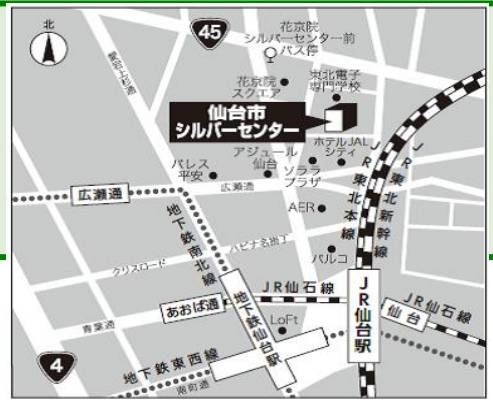 北
45
花京院
シルバーセンター前
バス停
愛宕上杉通
花京院
スクエア
東北電子
専門学校
仙台市
シルバーセンター
ホテルJAL
シティ
アジュール
仙台
ソララ
プラザ
パレス
平安
広瀬通
広瀬通
JR東北本線
JR東北新幹線
AER
地下鉄南北線
ハピナ名掛丁
クリスロード
パルコ
JR仙石線
あおば通
地下鉄仙台駅
JR仙台駅
JR仙石線
仙台
青葉通
LoFt
4
地下鉄東西線
南町通